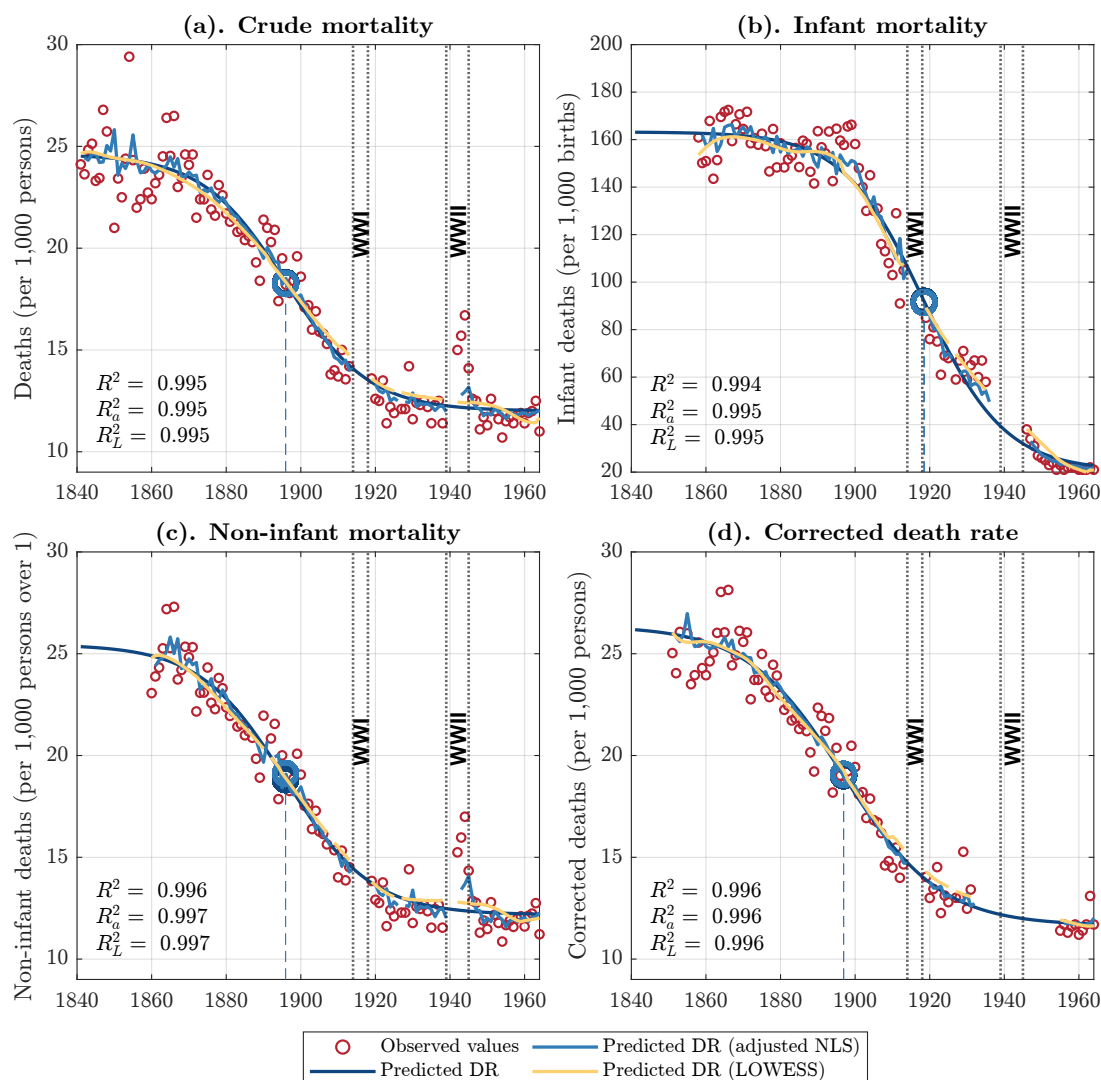 (a). Crude mortality
Deaths (per 1,000 persons)
30
25
20
15
10
WWI
WWII
R² = 0.995
R²ₐ = 0.995
R²_L = 0.995
1840 1860 1880 1900 1920 1940 1960
(b). Infant mortality
Infant deaths (per 1,000 births)
200
180
160
140
120
100
80
60
40
20
WWI
WWII
R² = 0.994
R²ₐ = 0.995
R²_L = 0.995
1840 1860 1880 1900 1920 1940 1960
(c). Non-infant mortality
Non-infant deaths (per 1,000 persons over 1)
30
25
20
15
10
WWI
WWII
R² = 0.996
R²ₐ = 0.997
R²_L = 0.997
1840 1860 1880 1900 1920 1940 1960
(d). Corrected death rate
Corrected deaths (per 1,000 persons)
30
25
20
15
10
WWI
WWII
R² = 0.996
R²ₐ = 0.996
R²_L = 0.996
1840 1860 1880 1900 1920 1940 1960
Observed values
Predicted DR (adjusted NLS)
Predicted DR
Predicted DR (LOWESS)